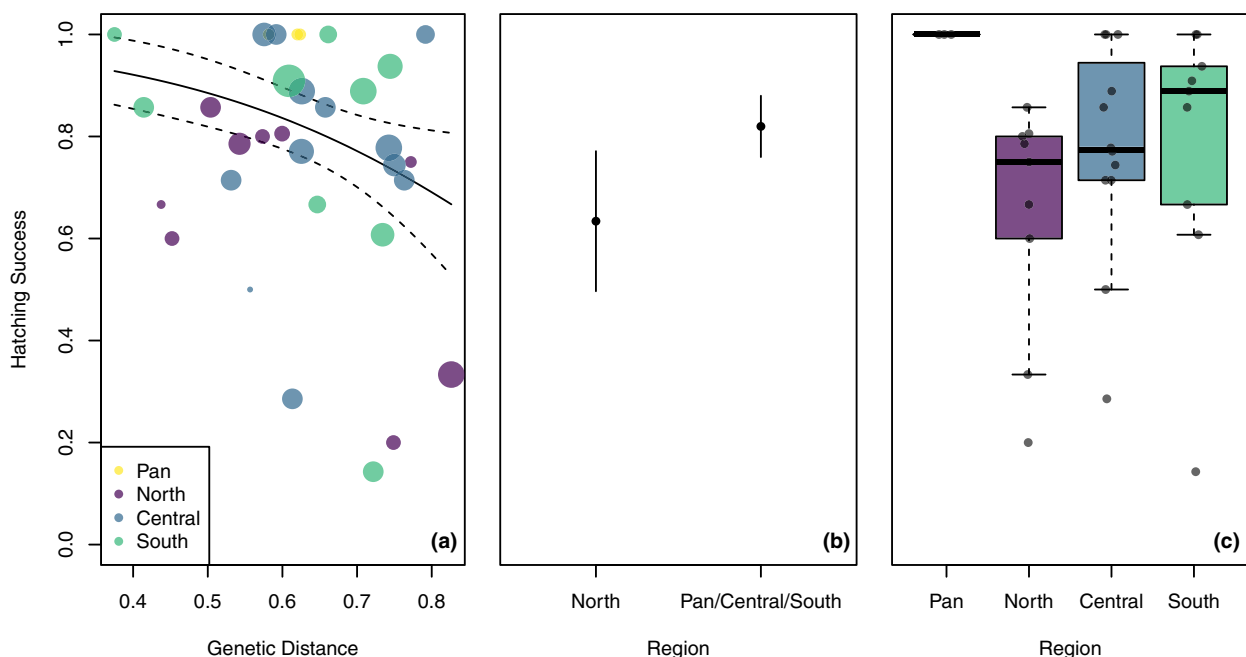 Hatching Success
1.0
0.8
0.6
0.4
0.2
0.0
Pan
North
Central
South
(a)
0.4 0.5 0.6 0.7 0.8
Genetic Distance
(b)
North Pan/Central/South
Region
(c)
Pan North Central South
Region